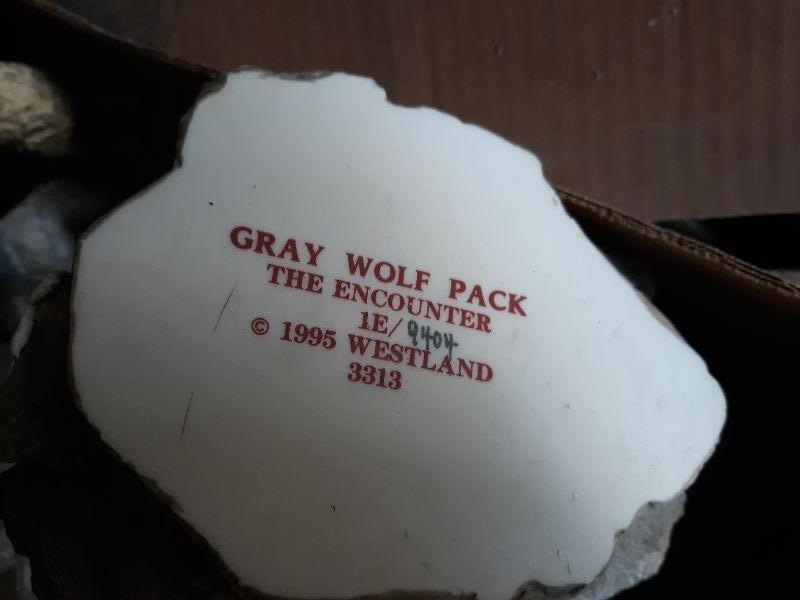 GRAY WOLF PACK
THE ENCOUNTER
1E/9404
© 1995 WESTLAND
3313